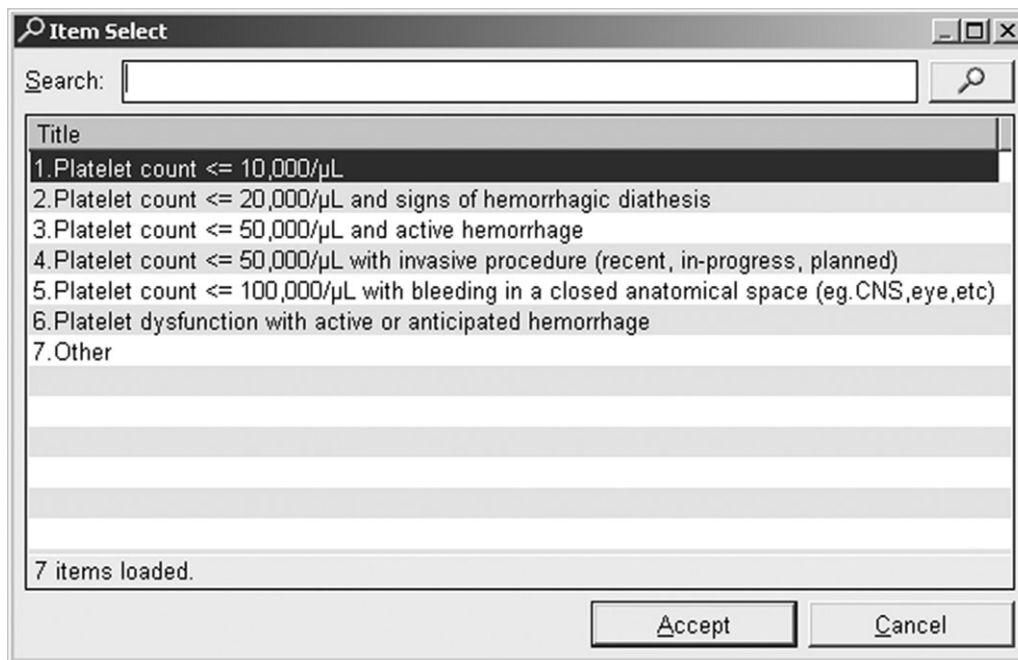 Item Select
Search:
Title
1.Platelet count <= 10,000/µL
2.Platelet count <= 20,000/µL and signs of hemorrhagic diathesis
3.Platelet count <= 50,000/µL and active hemorrhage
4.Platelet count <= 50,000/µL with invasive procedure (recent, in-progress, planned)
5.Platelet count <= 100,000/µL with bleeding in a closed anatomical space (eg.CNS,eye,etc)
6.Platelet dysfunction with active or anticipated hemorrhage
7.Other
7 items loaded.
Accept Cancel